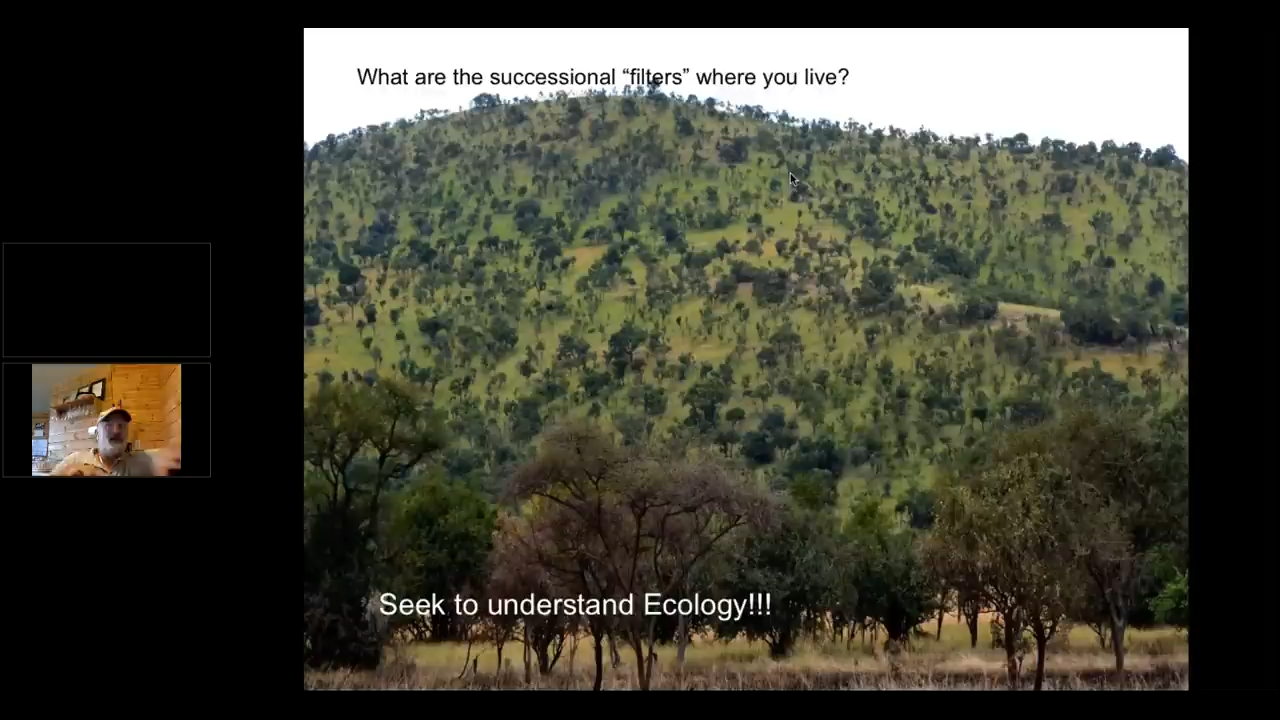 What are the successional “filters” where you live?
Seek to understand Ecology!!!